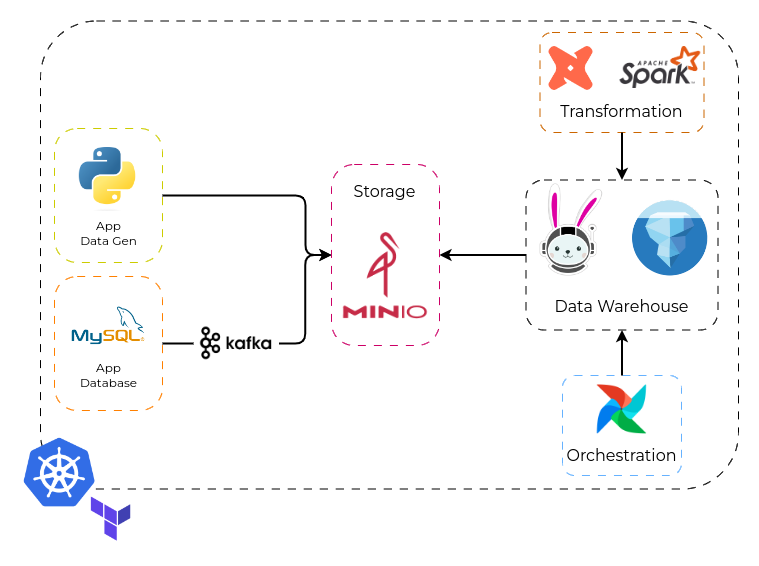 APACHE
Spark
Transformation
App
Data Gen
Storage
MINIO
Data Warehouse
MySQL
kafka
App
Database
Orchestration